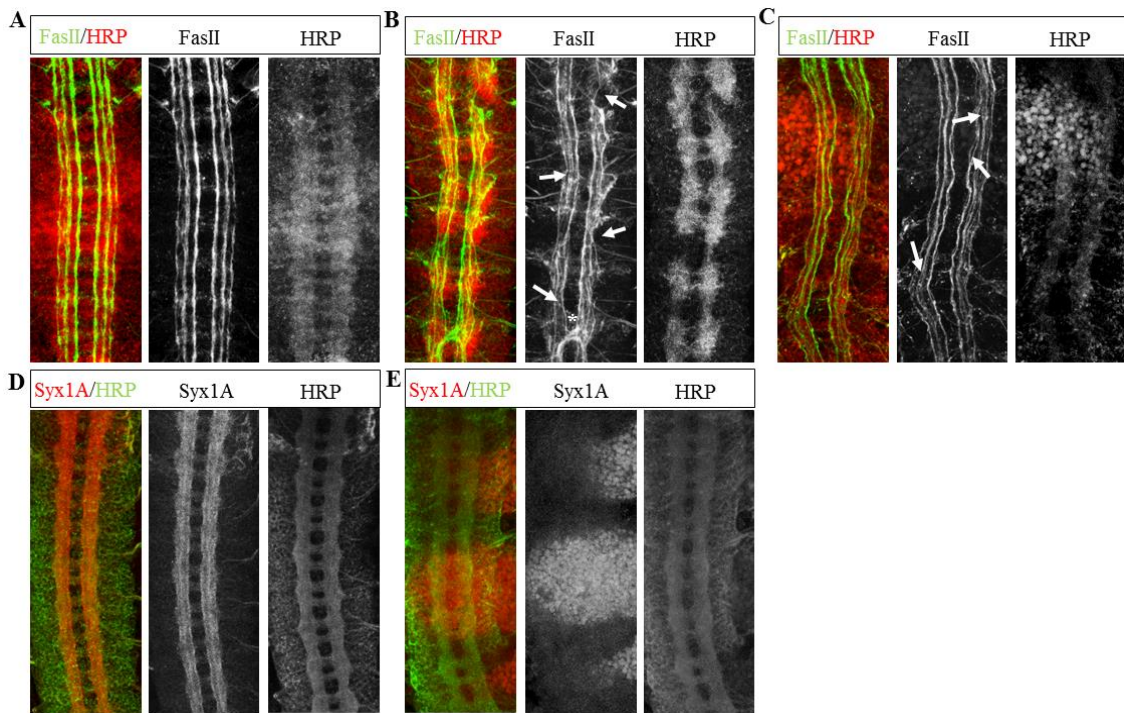 A
FasII/HRP FasII HRP
B
FasII/HRP FasII HRP
*
C
FasII/HRP FasII HRP
D
Syx1A/HRP Syx1A HRP
E
Syx1A/HRP Syx1A HRP